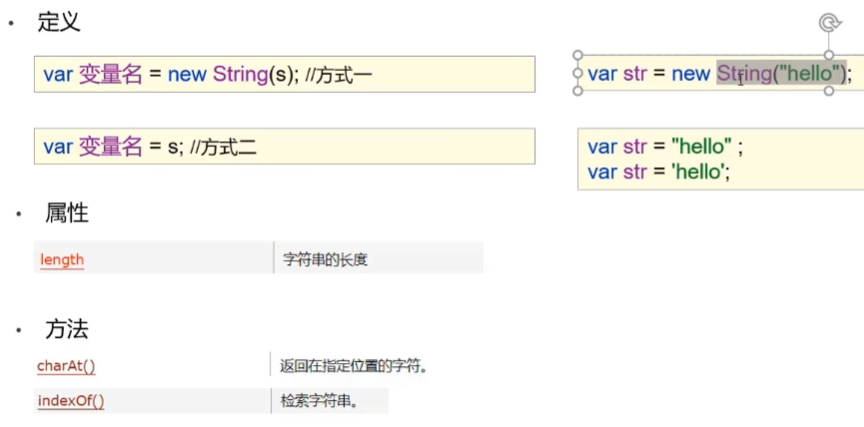 定义
var 变量名 = new String(s); //方式一
var str = new String("hello");
var 变量名 = s; //方式二
var str = "hello" ;
var str = 'hello';
属性
length 字符串的长度
方法
charAt() 返回在指定位置的字符。
indexOf() 检索字符串。